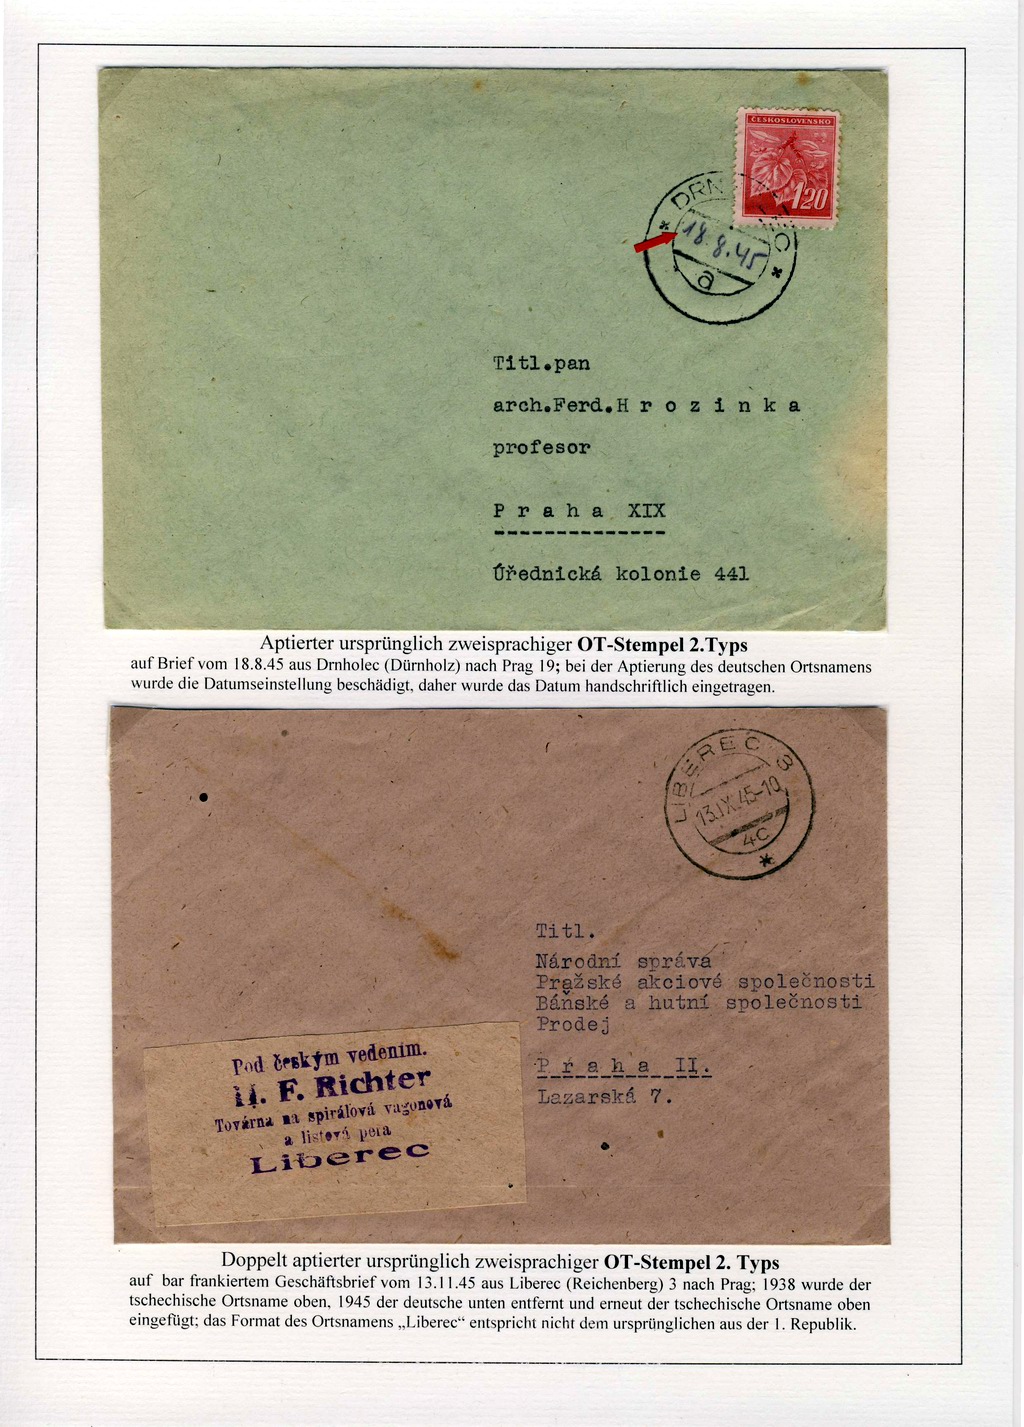 ČESKOSLOVENSKO
1.20
DRN C
18.8.45
a
Titl.pan
arch.Ferd.H r o z i n k a
profesor
P r a h a XIX
Úřednická kolonie 441
Aptierter ursprünglich zweisprachiger OT-Stempel 2.Typs
auf Brief vom 18.8.45 aus Drnholec (Dürnholz) nach Prag 19; bei der Aptierung des deutschen Ortsnamens
wurde die Datumseinstellung beschädigt, daher wurde das Datum handschriftlich eingetragen.
LIBEREC 3
13.IX.45-10
4c
Titl.
Národní správa
Pražské akciové společnosti
Báňské a hutní společnosti
Prodej
P r a h a II.
Lazarská 7.
Pod českým vedením.
F. Richter
Továrna na spirálová vagonová
a listová péra
Liberec
Doppelt aptierter ursprünglich zweisprachiger OT-Stempel 2. Typs
auf bar frankiertem Geschäftsbrief vom 13.11.45 aus Liberec (Reichenberg) 3 nach Prag; 1938 wurde der
tschechische Ortsname oben, 1945 der deutsche unten entfernt und erneut der tschechische Ortsname oben
eingefügt; das Format des Ortsnamens „Liberec“ entspricht nicht dem ursprünglichen aus der 1. Republik.